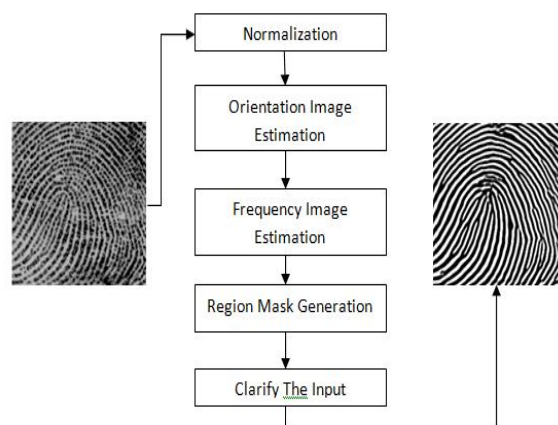 Normalization
Orientation Image
Estimation
Frequency Image
Estimation
Region Mask Generation
Clarify The Input